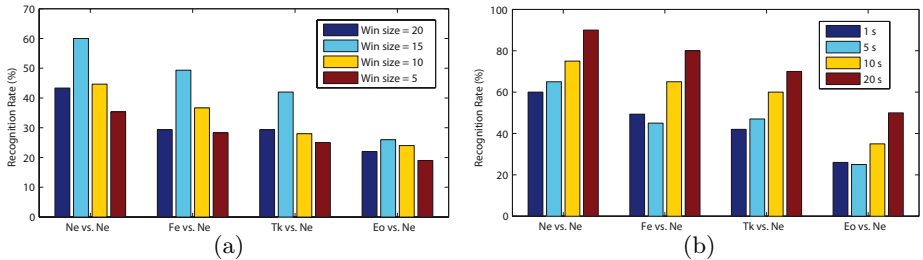 70
60
50
40
30
20
10
0
Recognition Rate (%)
Win size = 20
Win size = 15
Win size = 10
Win size = 5
Ne vs. Ne
Fe vs. Ne
Tk vs. Ne
Eo vs. Ne
(a)
100
80
60
40
20
0
Recognition Rate (%)
1 s
5 s
10 s
20 s
Ne vs. Ne
Fe vs. Ne
Tk vs. Ne
Eo vs. Ne
(b)